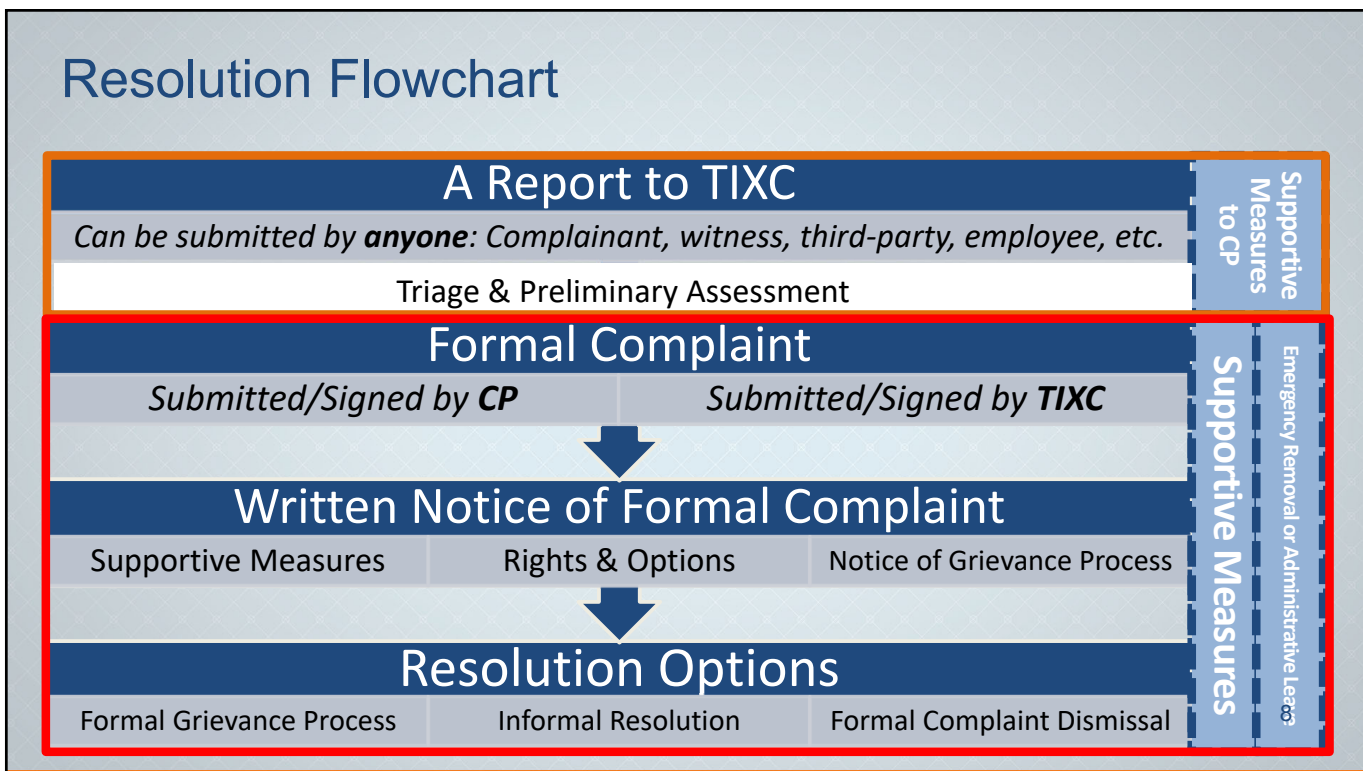 Resolution Flowchart
A Report to TIXC
Can be submitted by anyone: Complainant, witness, third-party, employee, etc.
Triage & Preliminary Assessment
Supportive
Measures
to CP
Formal Complaint
Submitted/Signed by CP
Submitted/Signed by TIXC
Written Notice of Formal Complaint
Supportive Measures
Rights & Options
Notice of Grievance Process
Resolution Options
Formal Grievance Process
Informal Resolution
Formal Complaint Dismissal
Supportive Measures
Emergency Removal or Administrative Leave
8